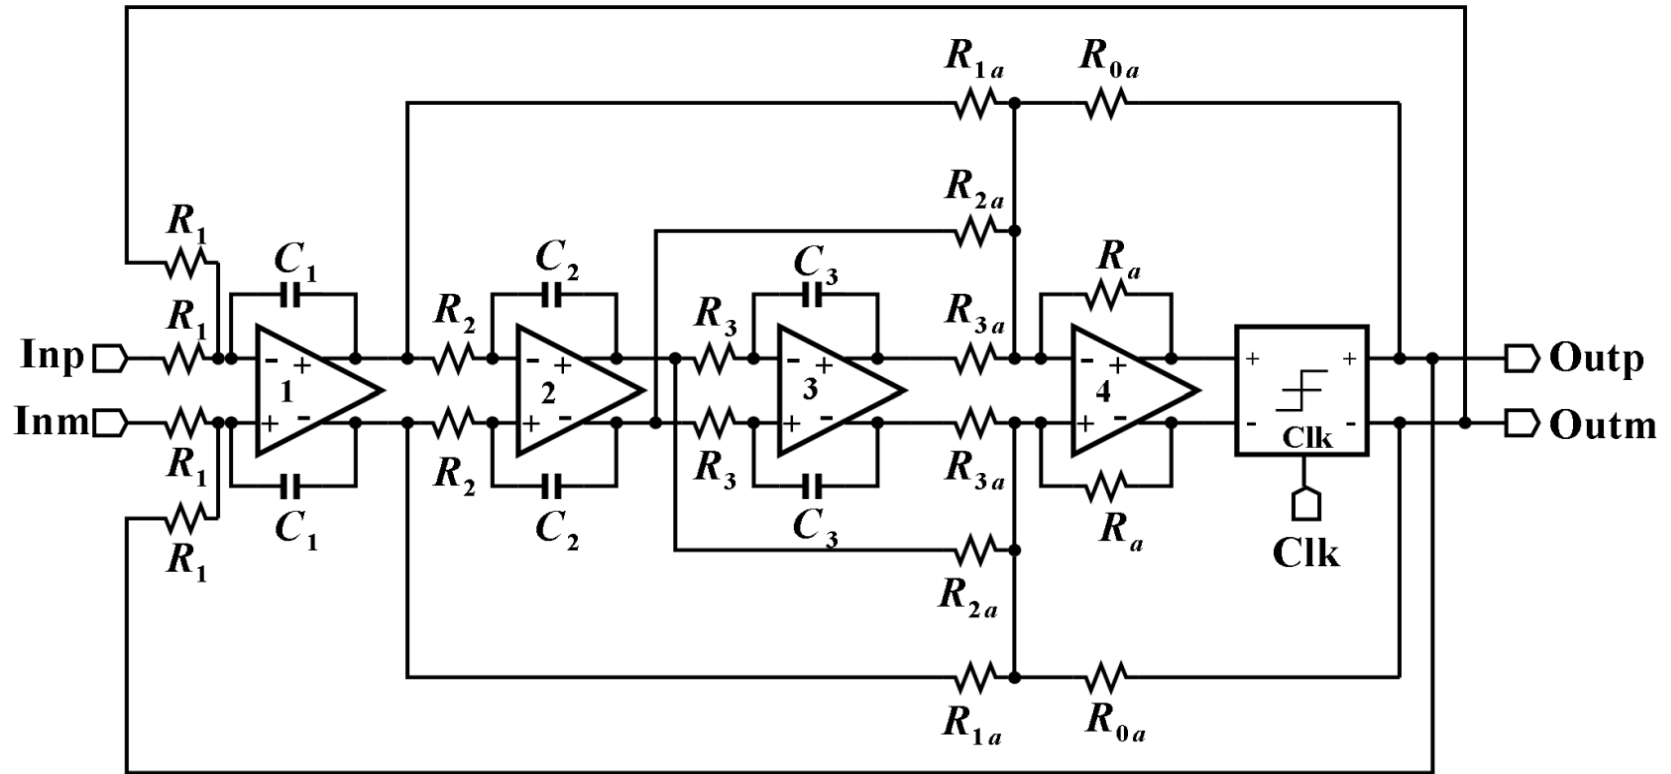 R1a R0a
R2a
R1 C1 C2 C3 Ra
R1 R2 R3 R3a
Inp - + - + - + - + + + Outp
1 2 3 4
Inm + - + - + - + - Clk - - Outm
R1 R2 R3 R3a
R1 C1 C2 C3 Ra Clk
R2a
R1a R0a